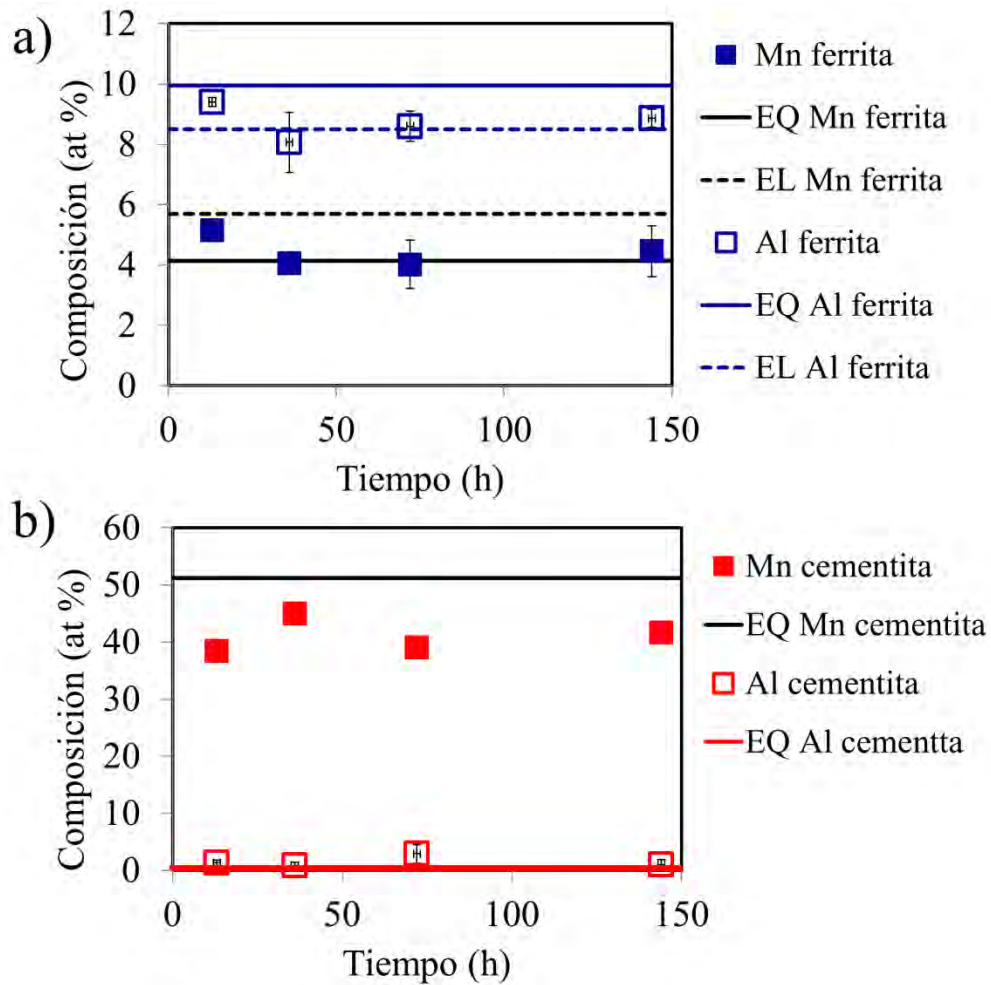 a)
12
10
8
6
4
2
0
0 50 100 150
Composición (at %)
Tiempo (h)
Mn ferrita
EQ Mn ferrita
EL Mn ferrita
Al ferrita
EQ Al ferrita
EL Al ferrita
b)
60
50
40
30
20
10
0
0 50 100 150
Composición (at %)
Tiempo (h)
Mn cementita
EQ Mn cementita
Al cementita
EQ Al cementta